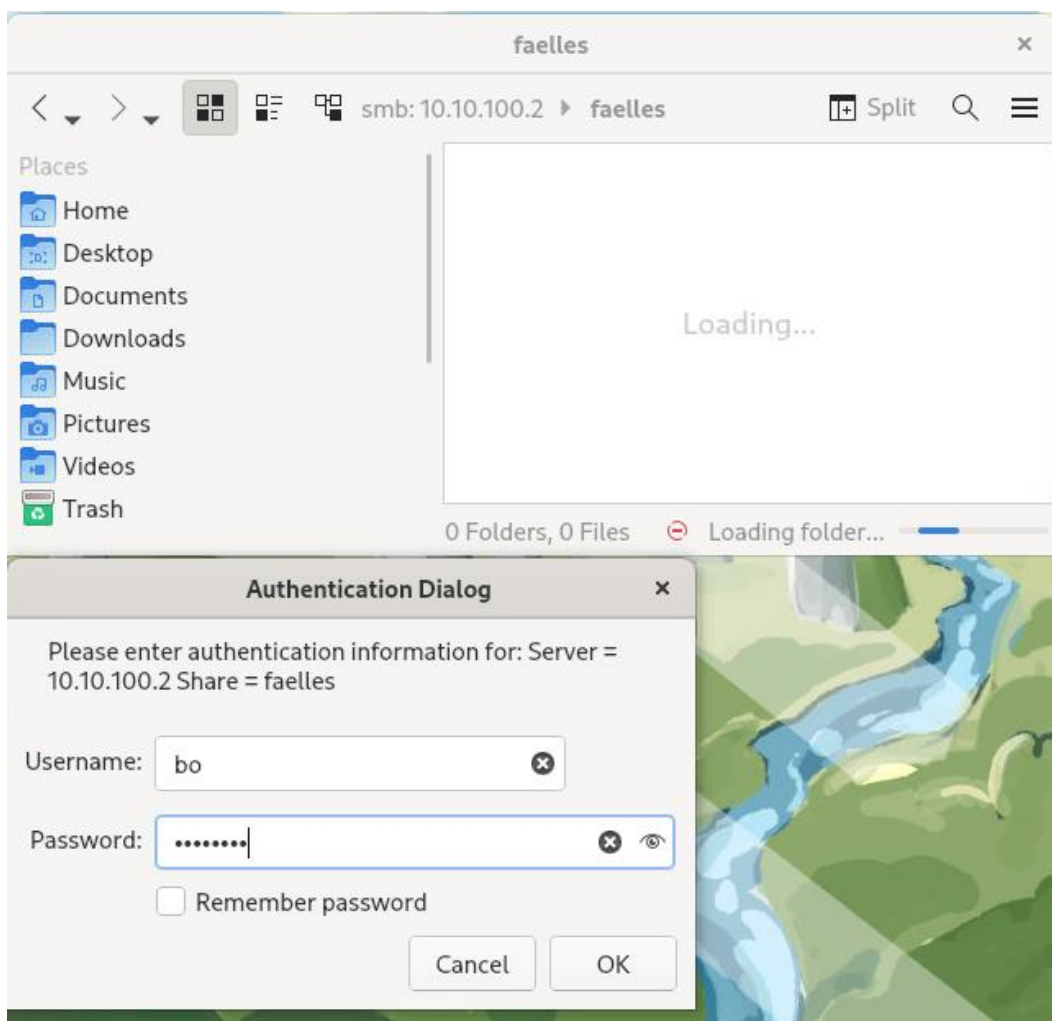 faelles
smb: 10.10.100.2 faelles
Split
Places
Home
Desktop
Documents
Downloads
Music
Pictures
Videos
Trash
Loading...
0 Folders, 0 Files Loading folder...
Authentication Dialog
Please enter authentication information for: Server =
10.10.100.2 Share = faelles
Username: bo
Password: ••••••••
Remember password
Cancel OK